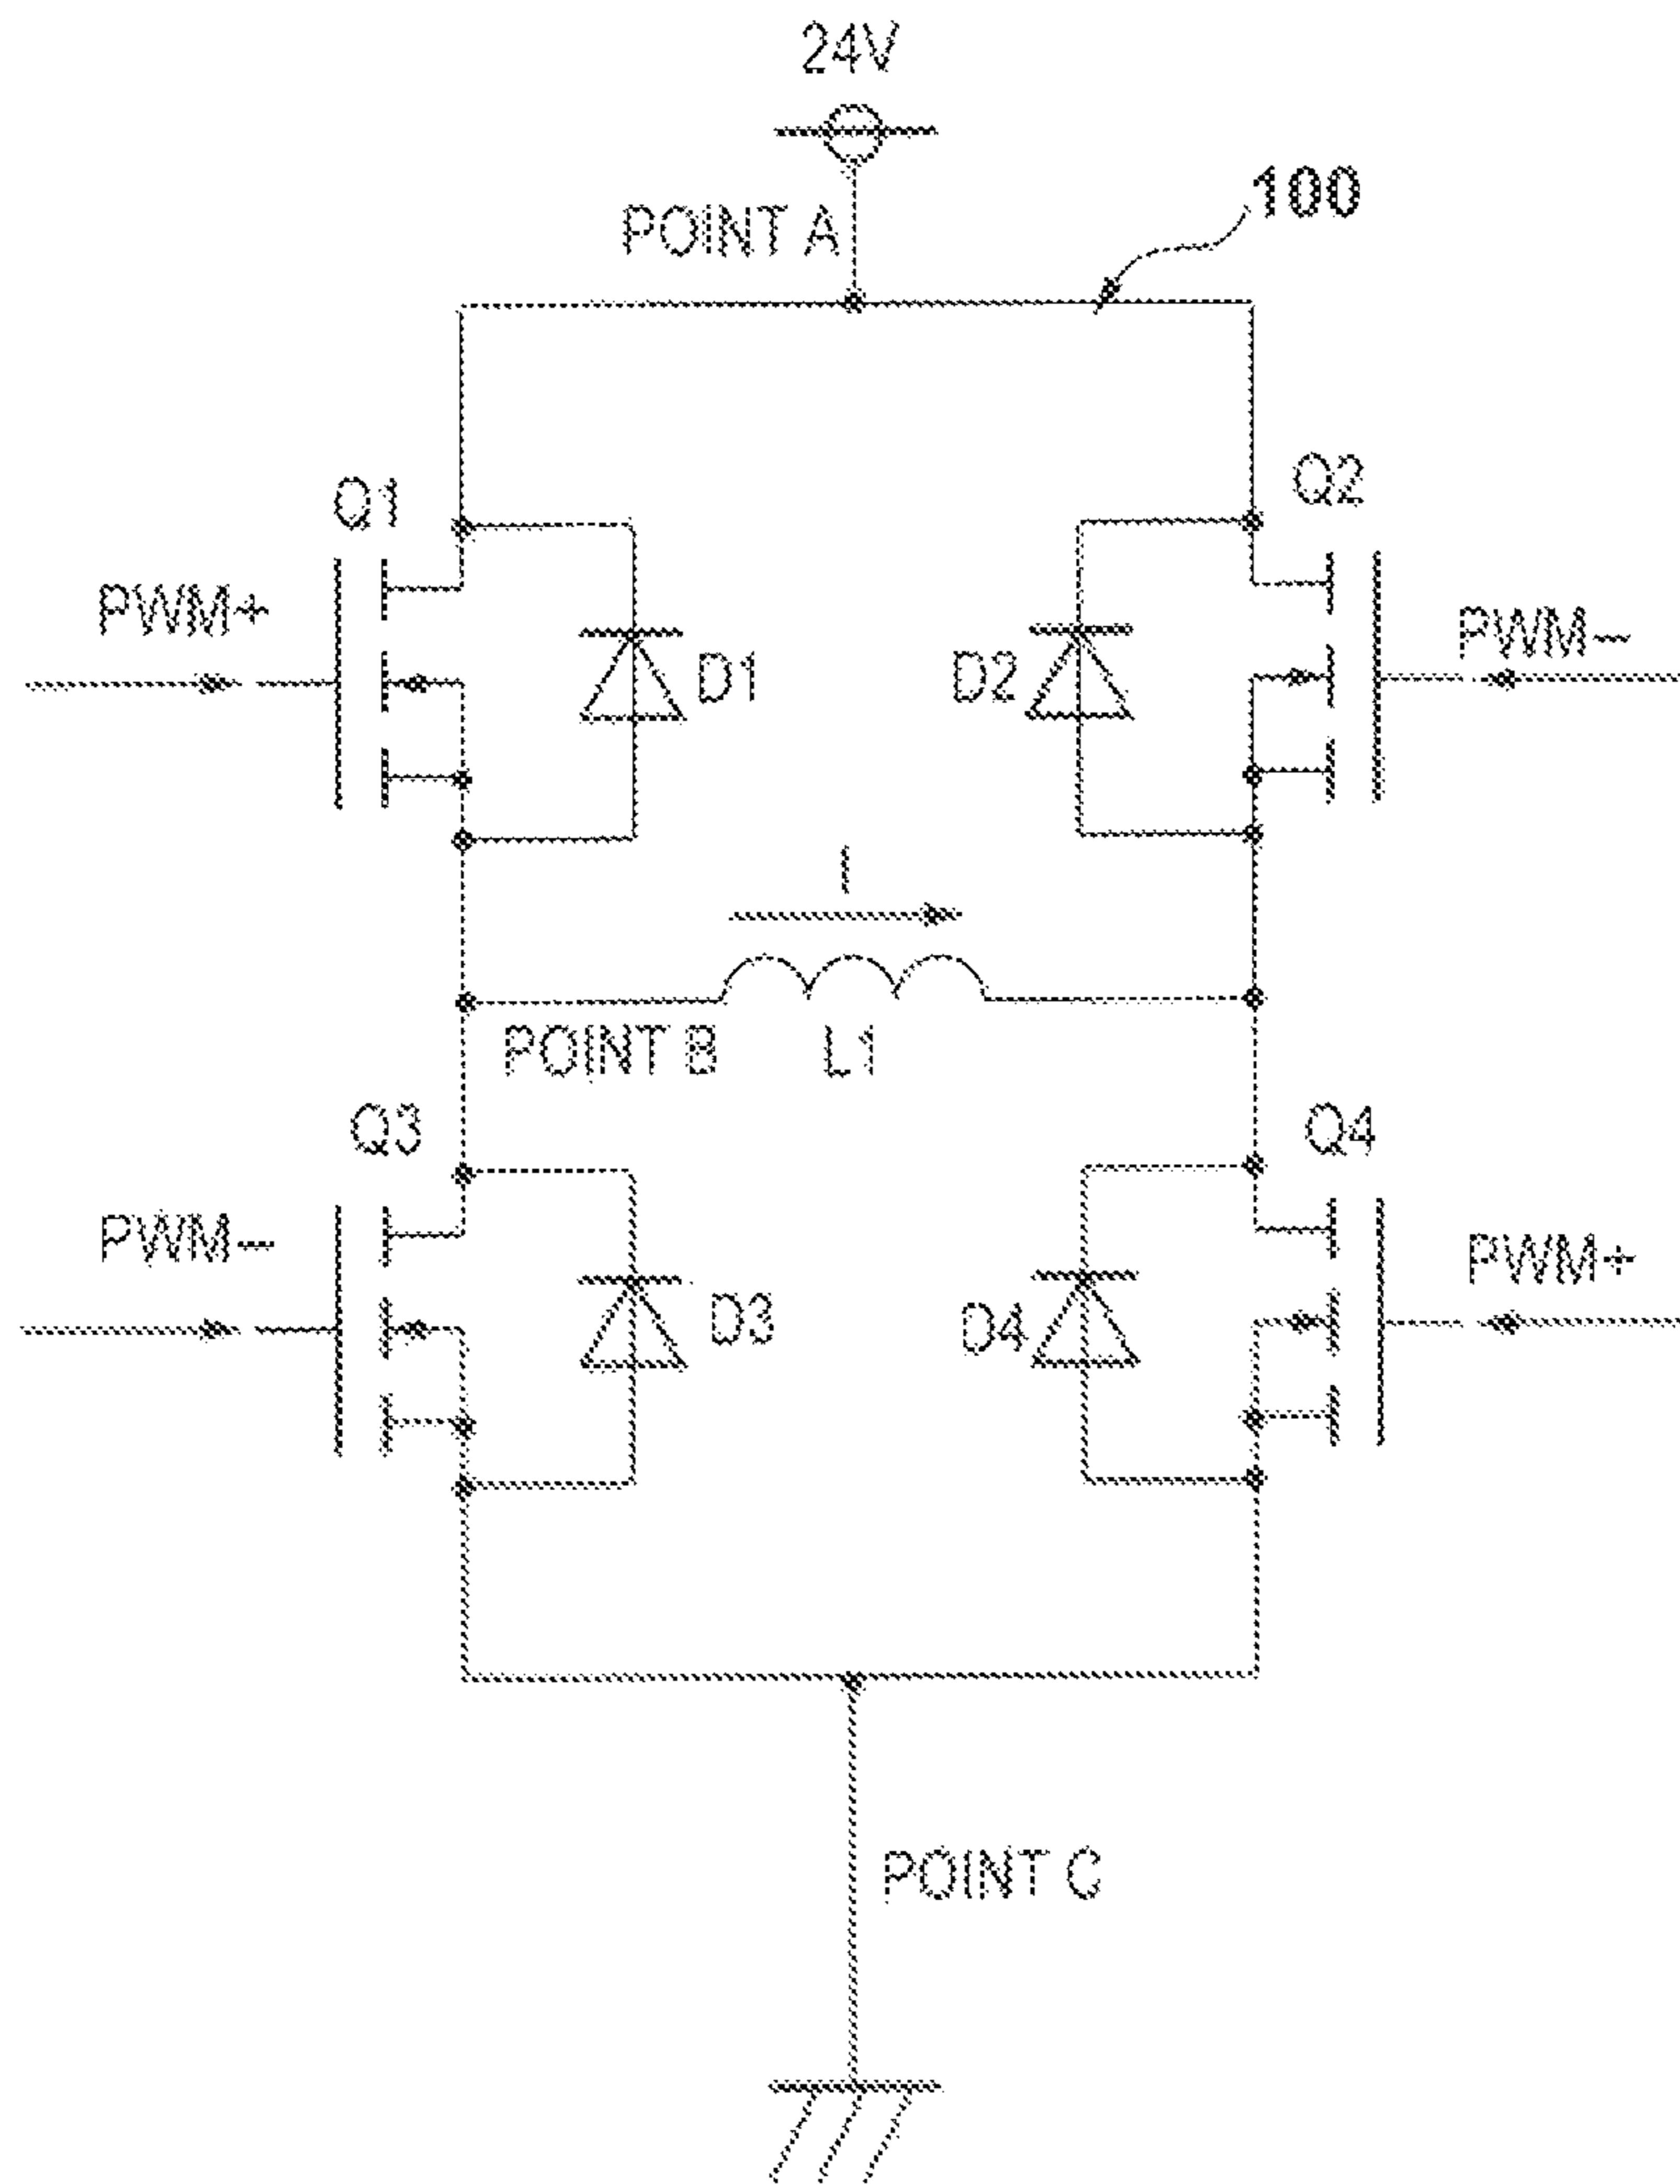 24V
POINT A
100
Q1
Q2
PWM+
D1
D2
PWM−
I
POINT B
L1
Q3
Q4
PWM−
D3
D4
PWM+
POINT C